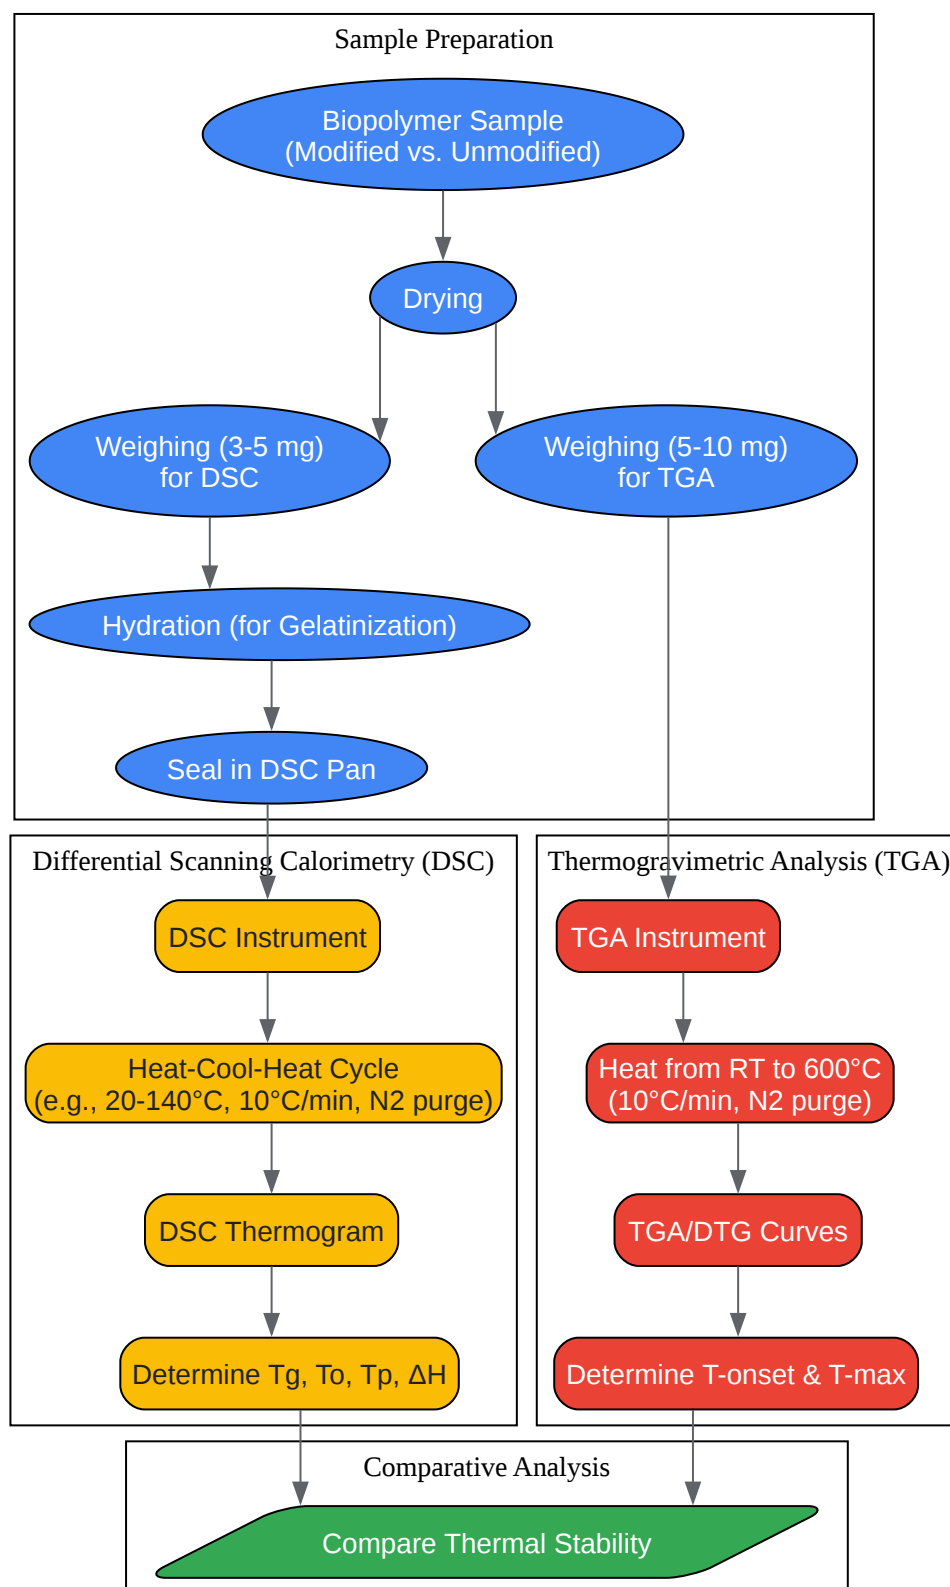 Sample Preparation
Biopolymer Sample
(Modified vs. Unmodified)
Drying
Weighing (3-5 mg)
for DSC
Weighing (5-10 mg)
for TGA
Hydration (for Gelatinization)
Seal in DSC Pan
Differential Scanning Calorimetry (DSC)
Thermogravimetric Analysis (TGA)
DSC Instrument
TGA Instrument
Heat-Cool-Heat Cycle
(e.g., 20-140°C, 10°C/min, N2 purge)
Heat from RT to 600°C
(10°C/min, N2 purge)
DSC Thermogram
TGA/DTG Curves
Determine Tg, To, Tp, ΔH
Determine T-onset & T-max
Comparative Analysis
Compare Thermal Stability